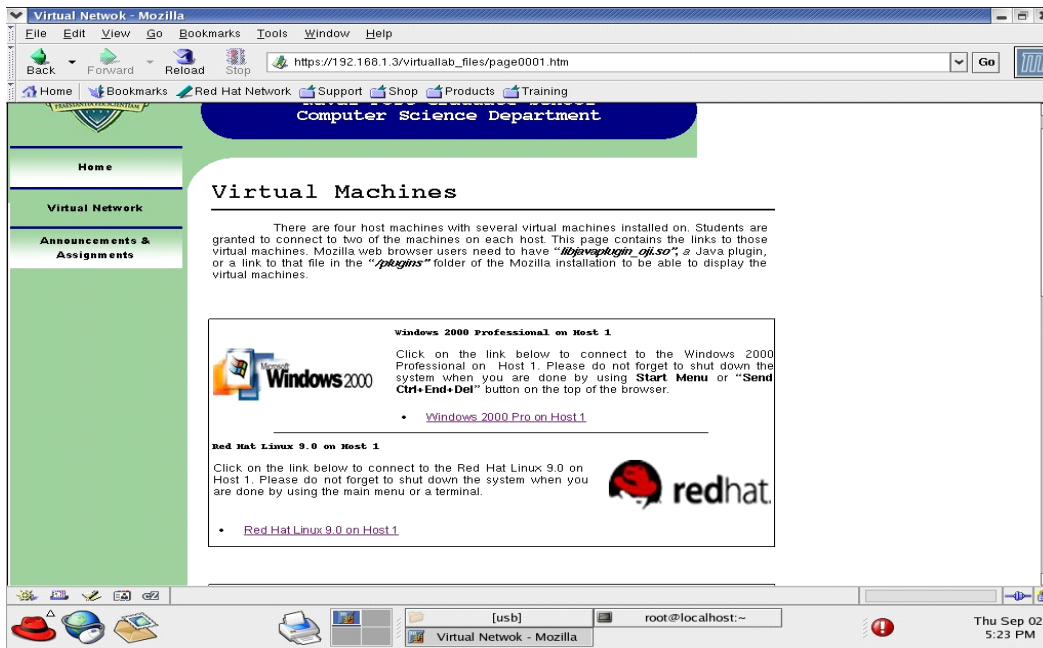 Virtual Netwok - Mozilla
File Edit View Go Bookmarks Tools Window Help
Back Forward Reload Stop https://192.168.1.3/virtuallab_files/page0001.htm Go
Home Bookmarks Red Hat Network Support Shop Products Training
PRAESTANTIA PER SCIENTIAM
Naval Post Graduate School
Computer Science Department
Home
Virtual Network
Announcements &
Assignments
Virtual Machines
There are four host machines with several virtual machines installed on. Students are
granted to connect to two of the machines on each host. This page contains the links to those
virtual machines. Mozilla web browser users need to have "libjavaplugin_oji.so", a Java plugin,
or a link to that file in the "/plugins" folder of the Mozilla installation to be able to display the
virtual machines.
Windows 2000 Professional on Host 1
Microsoft
Windows 2000
Click on the link below to connect to the Windows 2000
Professional on Host 1. Please do not forget to shut down the
system when you are done by using Start Menu or "Send
Ctrl+End+Del" button on the top of the browser.
• Windows 2000 Pro on Host 1
Red Hat Linux 9.0 on Host 1
Click on the link below to connect to the Red Hat Linux 9.0 on
Host 1. Please do not forget to shut down the system when you
are done by using the main menu or a terminal.
redhat.
• Red Hat Linux 9.0 on Host 1
[usb] root@localhost:~
Virtual Netwok - Mozilla
Thu Sep 02
5:23 PM